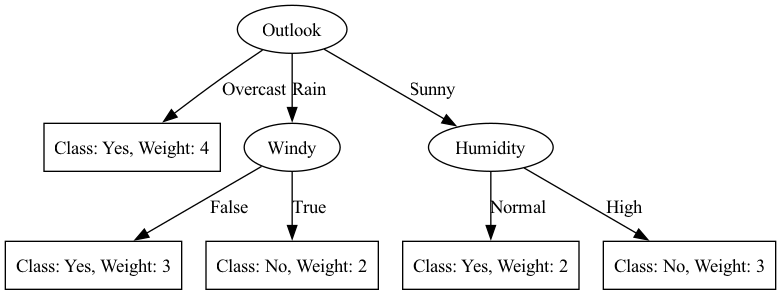 Outlook
Overcast
Rain
Sunny
Class: Yes, Weight: 4
Windy
Humidity
False
True
Normal
High
Class: Yes, Weight: 3
Class: No, Weight: 2
Class: Yes, Weight: 2
Class: No, Weight: 3